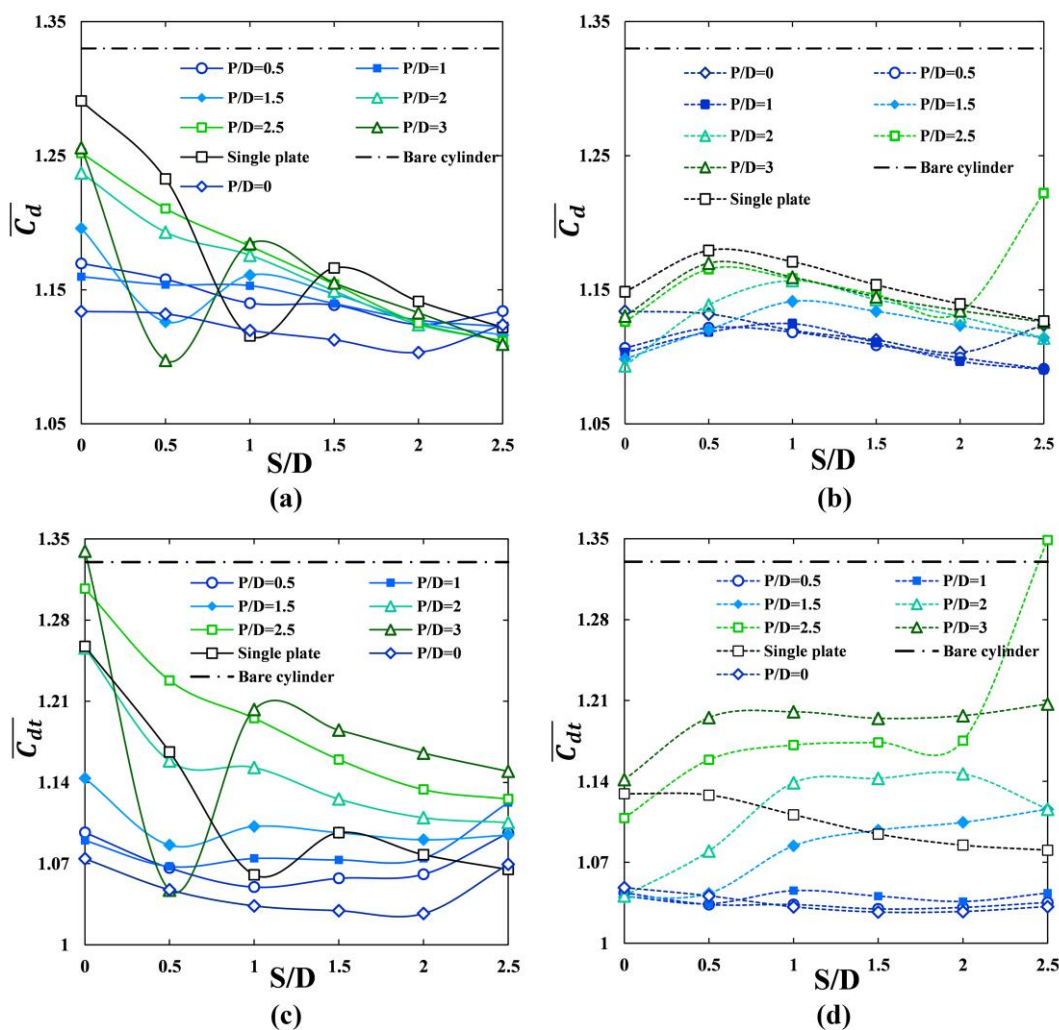 1.35
1.25
1.15
1.05
C_d
P/D=0.5 P/D=1
P/D=1.5 P/D=2
P/D=2.5 P/D=3
Single plate Bare cylinder
P/D=0
0 0.5 1 1.5 2 2.5
S/D
(a)
1.35
1.25
1.15
1.05
C_d
P/D=0 P/D=0.5
P/D=1 P/D=1.5
P/D=2 P/D=2.5
P/D=3 Bare cylinder
Single plate
0 0.5 1 1.5 2 2.5
S/D
(b)
1.35
1.28
1.21
1.14
1.07
1
C_dt
P/D=0.5 P/D=1
P/D=1.5 P/D=2
P/D=2.5 P/D=3
Single plate P/D=0
Bare cylinder
0 0.5 1 1.5 2 2.5
S/D
(c)
1.35
1.28
1.21
1.14
1.07
1
C_dt
P/D=0.5 P/D=1
P/D=1.5 P/D=2
P/D=2.5 P/D=3
Single plate Bare cylinder
P/D=0
0 0.5 1 1.5 2 2.5
S/D
(d)